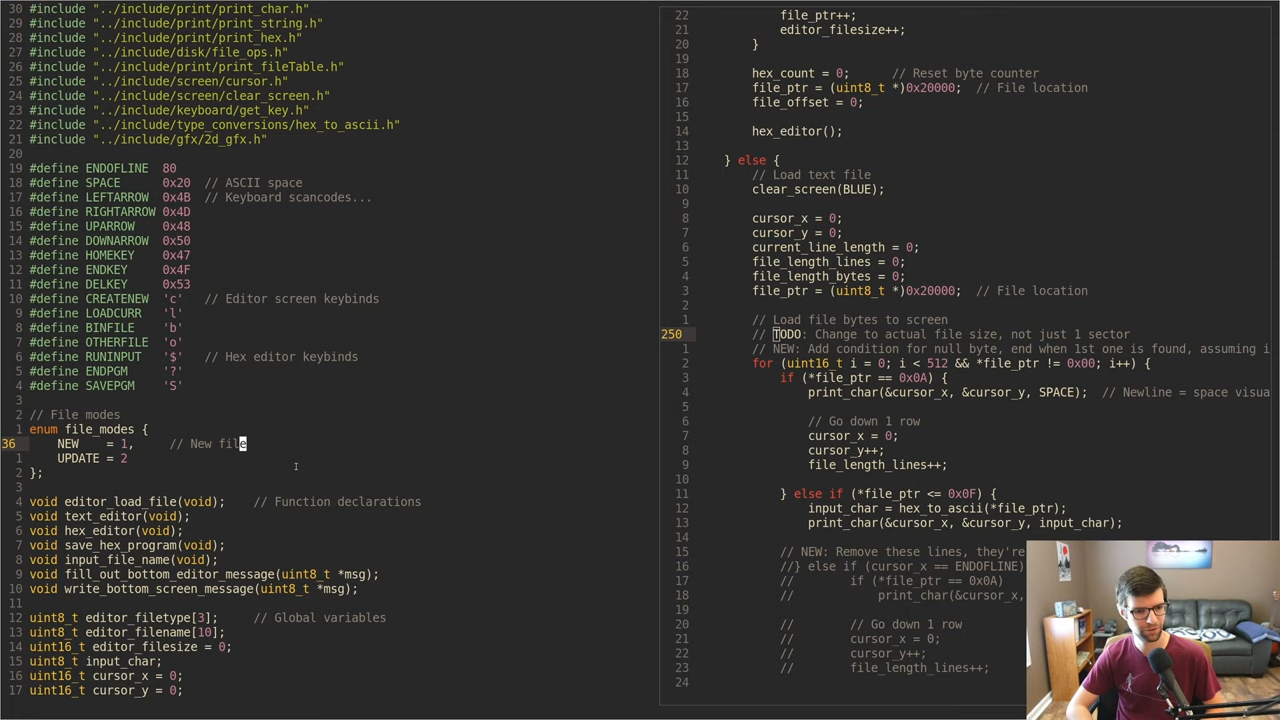 30 #include "../include/print/print_char.h"
29 #include "../include/print/print_string.h"
28 #include "../include/print/print_hex.h"
27 #include "../include/disk/file_ops.h"
26 #include "../include/print/print_fileTable.h"
25 #include "../include/screen/cursor.h"
24 #include "../include/screen/clear_screen.h"
23 #include "../include/keyboard/get_key.h"
22 #include "../include/type_conversions/hex_to_ascii.h"
21 #include "../include/gfx/2d_gfx.h"
20
19 #define ENDOFLINE  80
18 #define SPACE      0x20  // ASCII space
17 #define LEFTARROW  0x4B  // Keyboard scancodes...
16 #define RIGHTARROW 0x4D
15 #define UPARROW    0x48
14 #define DOWNARROW  0x50
13 #define HOMEKEY    0x47
12 #define ENDKEY     0x4F
11 #define DELKEY     0x53
10 #define CREATENEW  'c'   // Editor screen keybinds
9 #define LOADCURR   'l'
8 #define BINFILE    'b'
7 #define OTHERFILE  'o'
6 #define RUNINPUT   '$'   // Hex editor keybinds
5 #define ENDPGM     '?'
4 #define SAVEPGM    'S'
3
2 // File modes
1 enum file_modes {
36     NEW    = 1,     // New file
1     UPDATE = 2
2 };
3
4 void editor_load_file(void);    // Function declarations
5 void text_editor(void);
6 void hex_editor(void);
7 void save_hex_program(void);
8 void input_file_name(void);
9 void fill_out_bottom_editor_message(uint8_t *msg);
10 void write_bottom_screen_message(uint8_t *msg);
11
12 uint8_t editor_filetype[3];     // Global variables
13 uint8_t editor_filename[10];
14 uint16_t editor_filesize = 0;
15 uint8_t input_char;
16 uint16_t cursor_x = 0;
17 uint16_t cursor_y = 0;
22             file_ptr++;
21             editor_filesize++;
20         }
19
18         hex_count = 0;      // Reset byte counter
17         file_ptr = (uint8_t *)0x20000;  // File location
16         file_offset = 0;
15
14         hex_editor();
13
12     } else {
11         // Load text file
10         clear_screen(BLUE);
9
8         cursor_x = 0;
7         cursor_y = 0;
6         current_line_length = 0;
5         file_length_lines = 0;
4         file_length_bytes = 0;
3         file_ptr = (uint8_t *)0x20000;  // File location
2
1         // Load file bytes to screen
250         // TODO: Change to actual file size, not just 1 sector
1         // NEW: Add condition for null byte, end when 1st one is found, assuming i
2         for (uint16_t i = 0; i < 512 && *file_ptr != 0x00; i++) {
3             if (*file_ptr == 0x0A) {
4                 print_char(&cursor_x, &cursor_y, SPACE);  // Newline = space visua
5
6                 // Go down 1 row
7                 cursor_x = 0;
8                 cursor_y++;
9                 file_length_lines++;
10
11             } else if (*file_ptr <= 0x0F) {
12                 input_char = hex_to_ascii(*file_ptr);
13                 print_char(&cursor_x, &cursor_y, input_char);
14
15             // NEW: Remove these lines, they're
16             //} else if (cursor_x == ENDOFLINE)
17             //      if (*file_ptr == 0x0A)
18             //          print_char(&cursor_x,
19
20             //      // Go down 1 row
21             //      cursor_x = 0;
22             //      cursor_y++;
23             //      file_length_lines++;
24